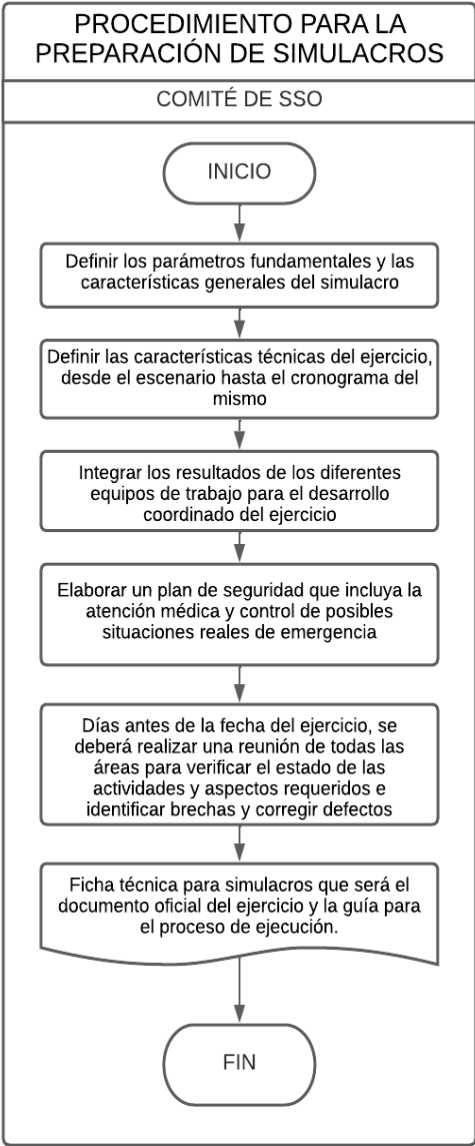 PROCEDIMIENTO PARA LA
PREPARACIÓN DE SIMULACROS
COMITÉ DE SSO
INICIO
Definir los parámetros fundamentales y las
características generales del simulacro
Definir las características técnicas del ejercicio,
desde el escenario hasta el cronograma del
mismo
Integrar los resultados de los diferentes
equipos de trabajo para el desarrollo
coordinado del ejercicio
Elaborar un plan de seguridad que incluya la
atención médica y control de posibles
situaciones reales de emergencia
Días antes de la fecha del ejercicio, se
deberá realizar una reunión de todas las
áreas para verificar el estado de las
actividades y aspectos requeridos e
identificar brechas y corregir defectos
Ficha técnica para simulacros que será el
documento oficial del ejercicio y la guía para
el proceso de ejecución.
FIN